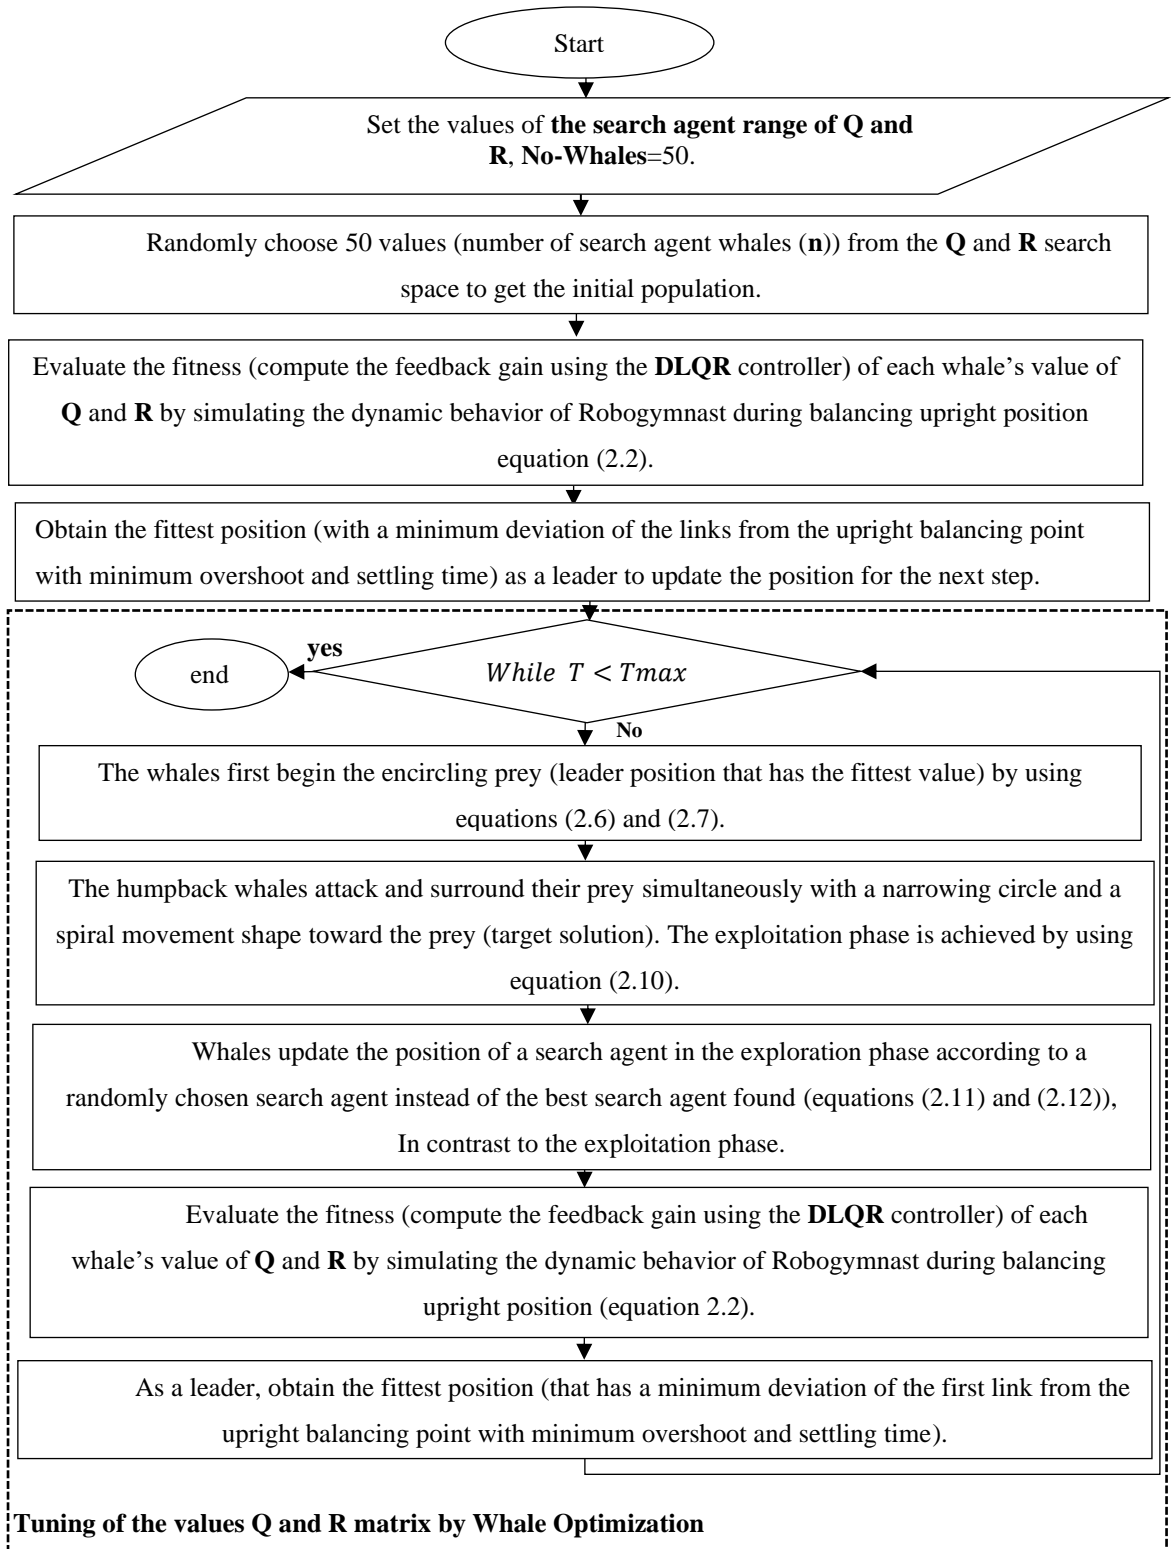 Start
Set the values of the search agent range of Q and
R, No-Whales=50.
Randomly choose 50 values (number of search agent whales (n)) from the Q and R search
space to get the initial population.
Evaluate the fitness (compute the feedback gain using the DLQR controller) of each whale’s value of
Q and R by simulating the dynamic behavior of Robogymnast during balancing upright position
equation (2.2).
Obtain the fittest position (with a minimum deviation of the links from the upright balancing point
with minimum overshoot and settling time) as a leader to update the position for the next step.
yes
end
While T < Tmax
No
The whales first begin the encircling prey (leader position that has the fittest value) by using
equations (2.6) and (2.7).
The humpback whales attack and surround their prey simultaneously with a narrowing circle and a
spiral movement shape toward the prey (target solution). The exploitation phase is achieved by using
equation (2.10).
Whales update the position of a search agent in the exploration phase according to a
randomly chosen search agent instead of the best search agent found (equations (2.11) and (2.12)),
In contrast to the exploitation phase.
Evaluate the fitness (compute the feedback gain using the DLQR controller) of each
whale’s value of Q and R by simulating the dynamic behavior of Robogymnast during balancing
upright position (equation 2.2).
As a leader, obtain the fittest position (that has a minimum deviation of the first link from the
upright balancing point with minimum overshoot and settling time).
Tuning of the values Q and R matrix by Whale Optimization